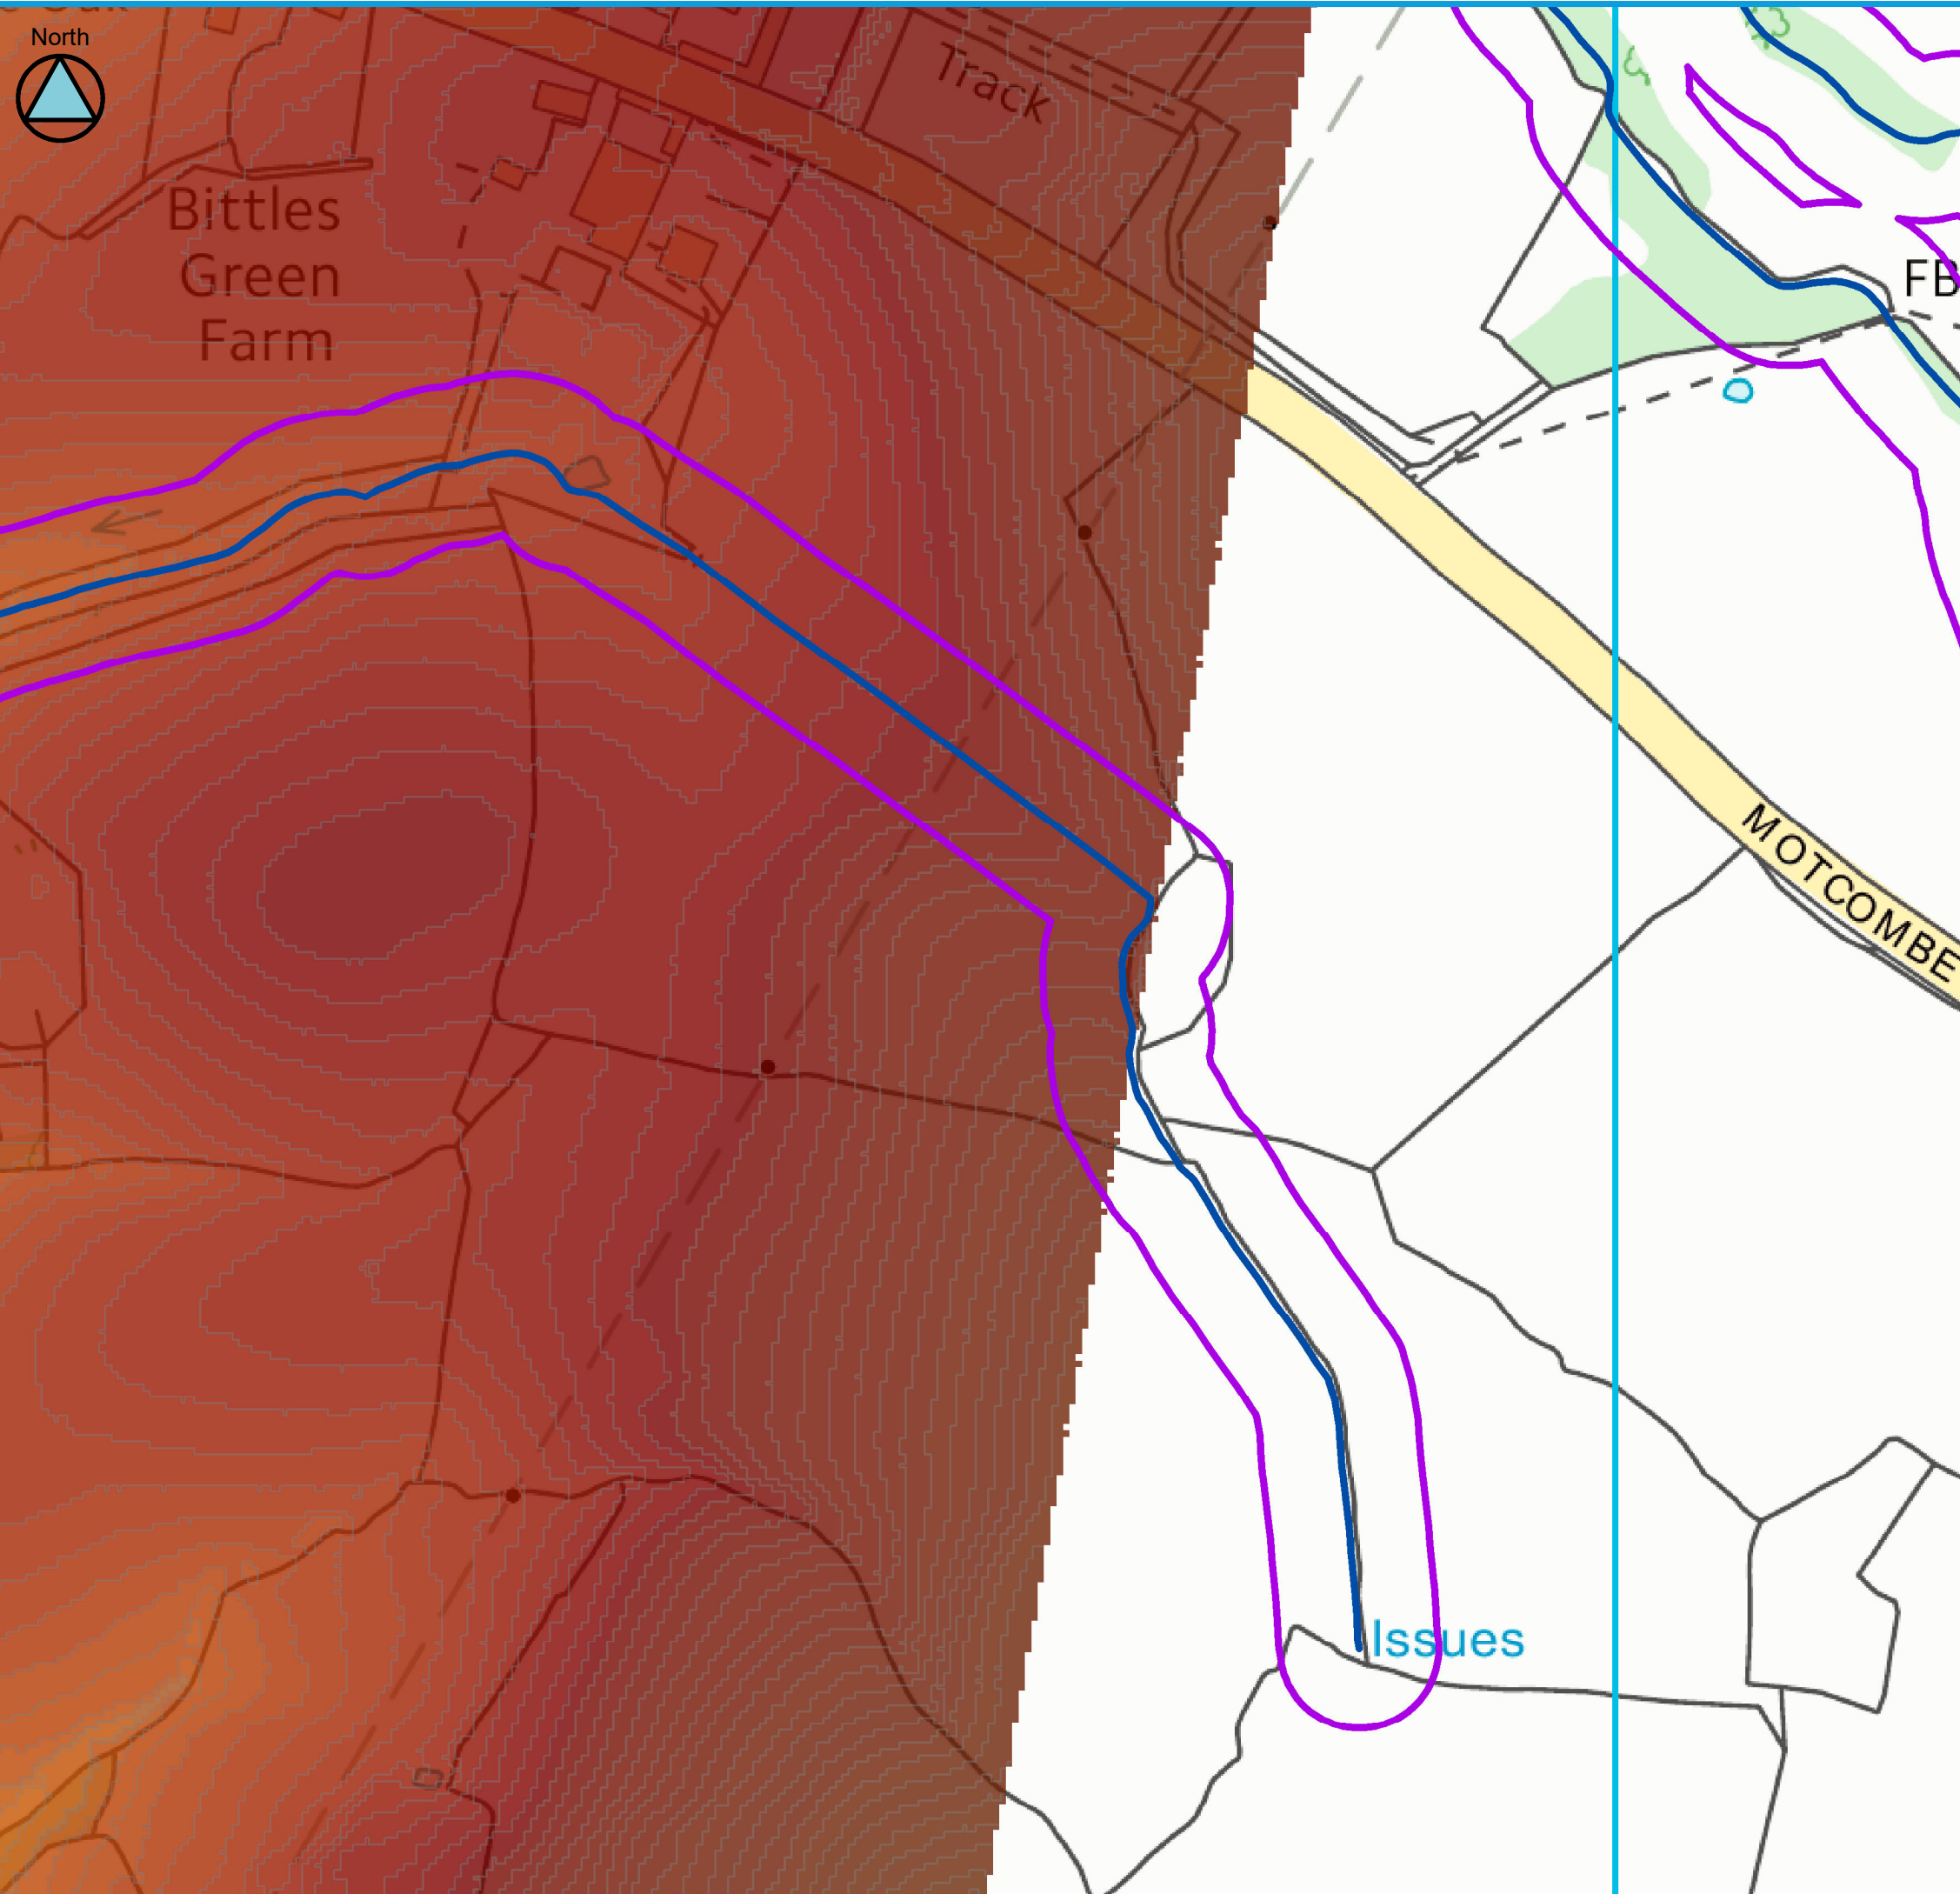 North
Track
Bittles
Green
Farm
FB
MOTCOMBE
Issues